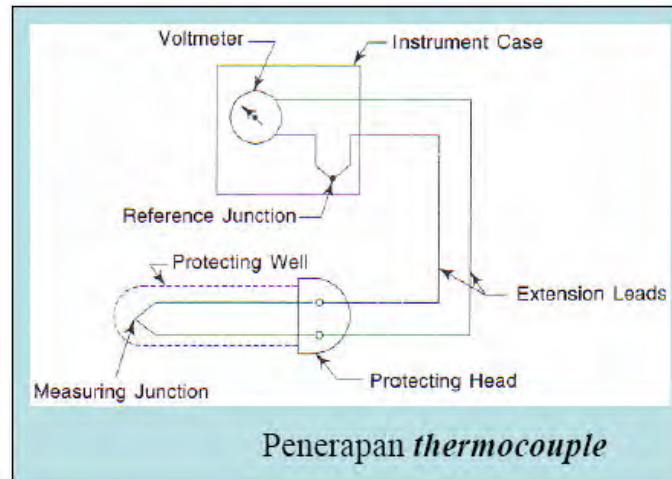 Voltmeter
Instrument Case
Reference Junction
Protecting Well
Extension Leads
Measuring Junction
Protecting Head
Penerapan thermocouple